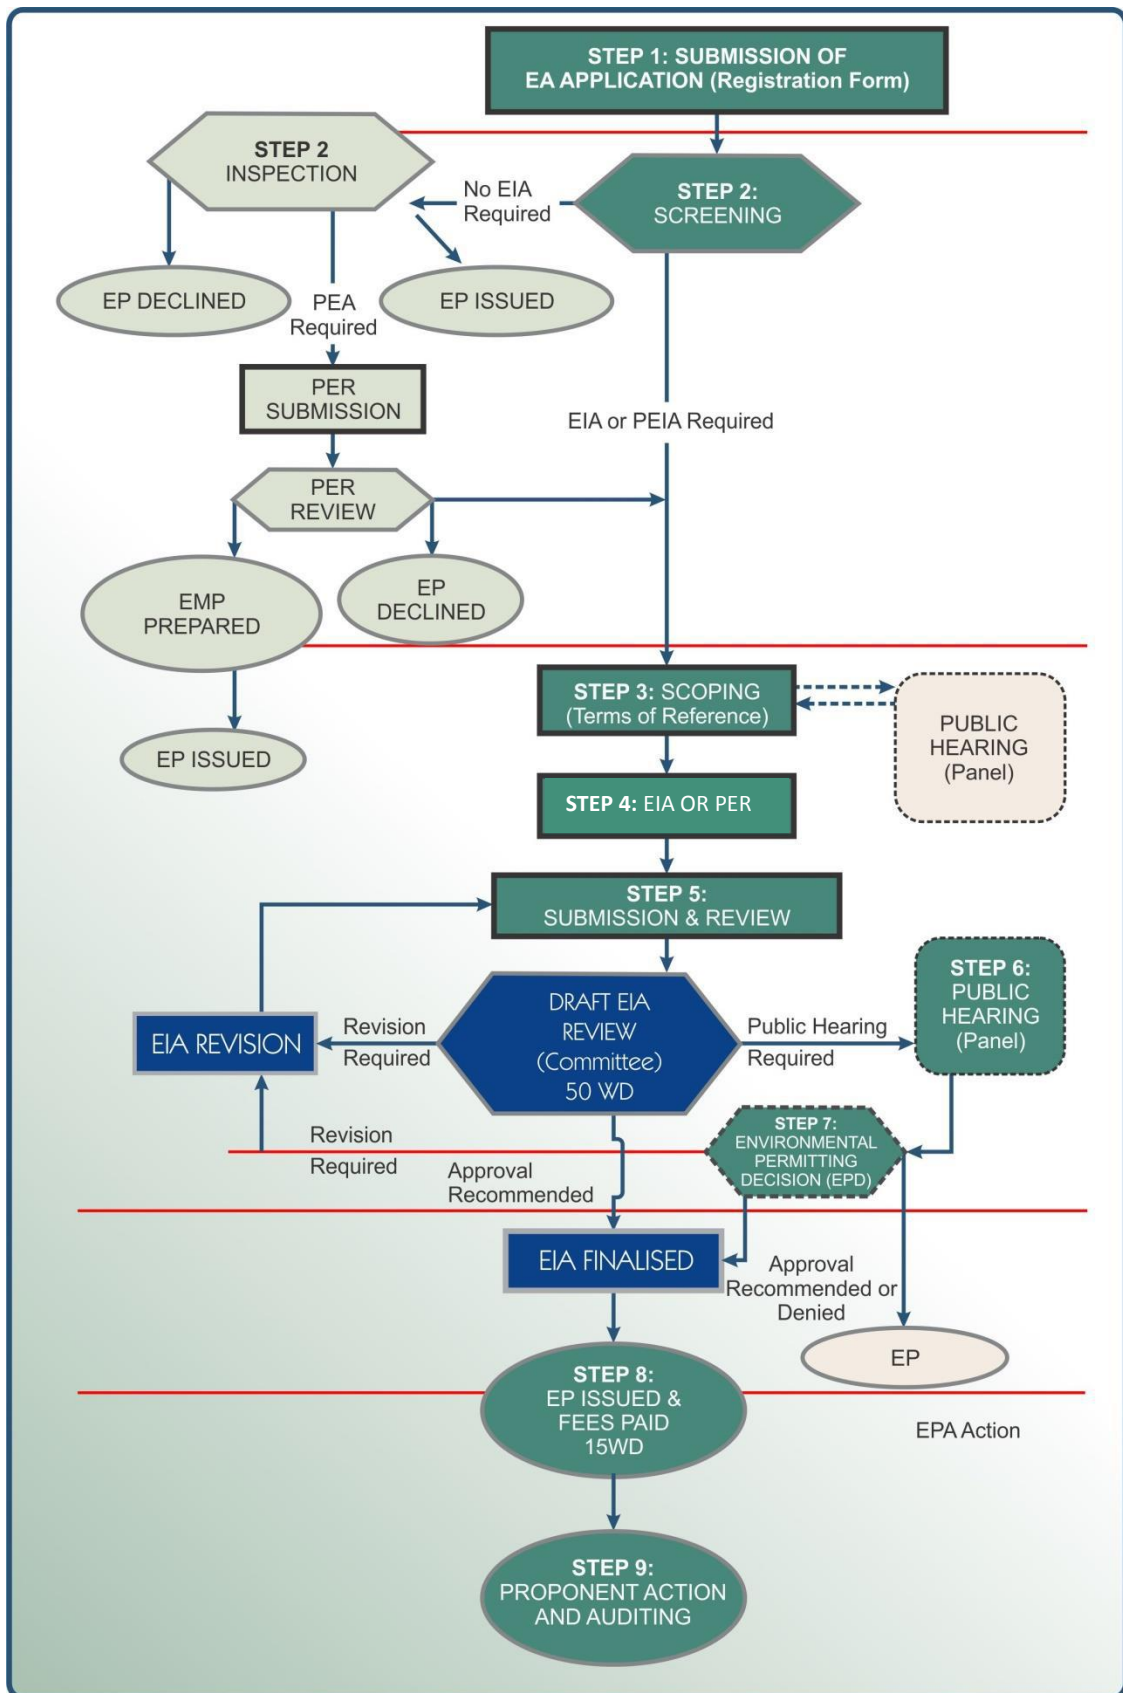 STEP 1: SUBMISSION OF
EA APPLICATION (Registration Form)
STEP 2
INSPECTION
No EIA
Required
STEP 2:
SCREENING
EP DECLINED
PEA
Required
EP ISSUED
PER
SUBMISSION
EIA or PEIA Required
PER
REVIEW
EMP
PREPARED
EP
DECLINED
EP ISSUED
STEP 3: SCOPING
(Terms of Reference)
PUBLIC
HEARING
(Panel)
STEP 4: EIA OR PER
STEP 5:
SUBMISSION & REVIEW
EIA REVISION
Revision
Required
DRAFT EIA
REVIEW
(Committee)
50 WD
Public Hearing
Required
STEP 6:
PUBLIC
HEARING
(Panel)
Revision
Required
Approval
Recommended
STEP 7:
ENVIRONMENTAL
PERMITTING
DECISION (EPD)
EIA FINALISED
Approval
Recommended or
Denied
EP
STEP 8:
EP ISSUED &
FEES PAID
15WD
EPA Action
STEP 9:
PROPONENT ACTION
AND AUDITING